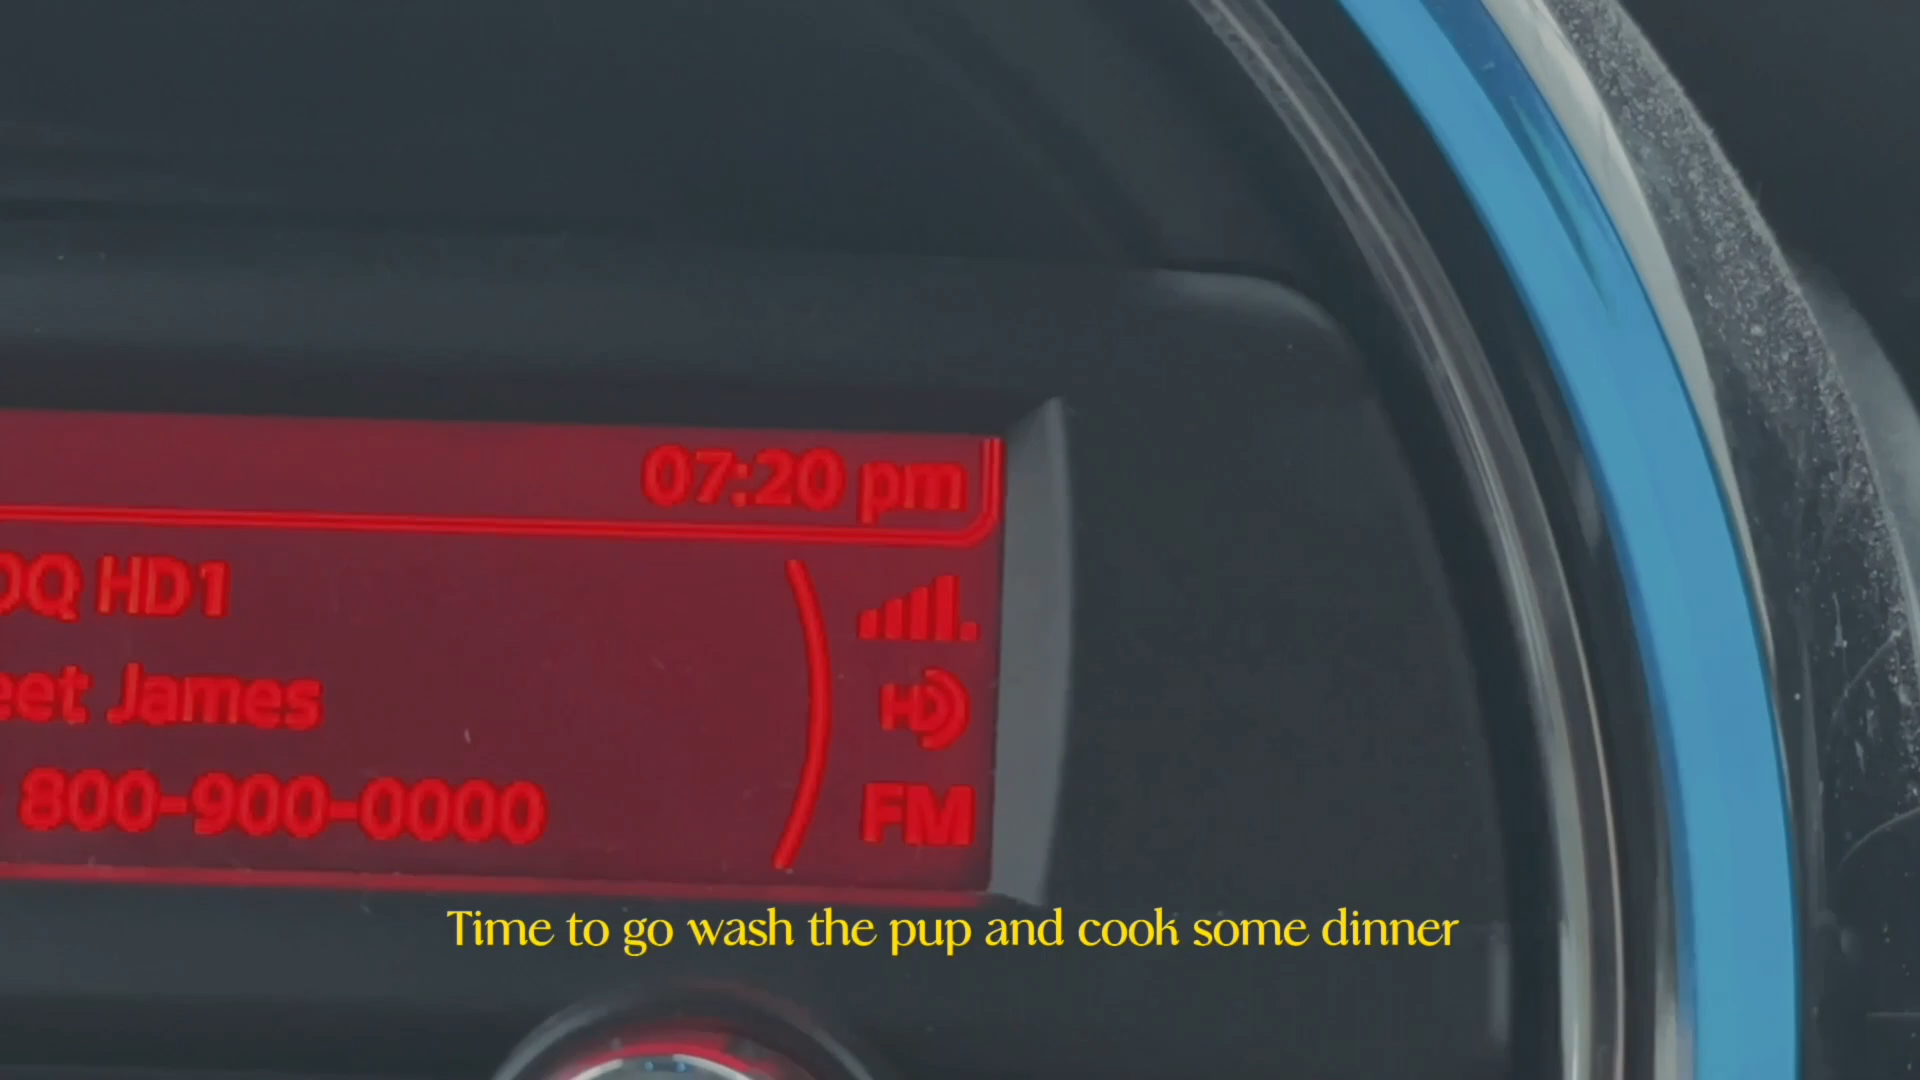 07:20 pm
HD1
James
800-900-0000
HD
FM
Time to go wash the pup and cook some dinner